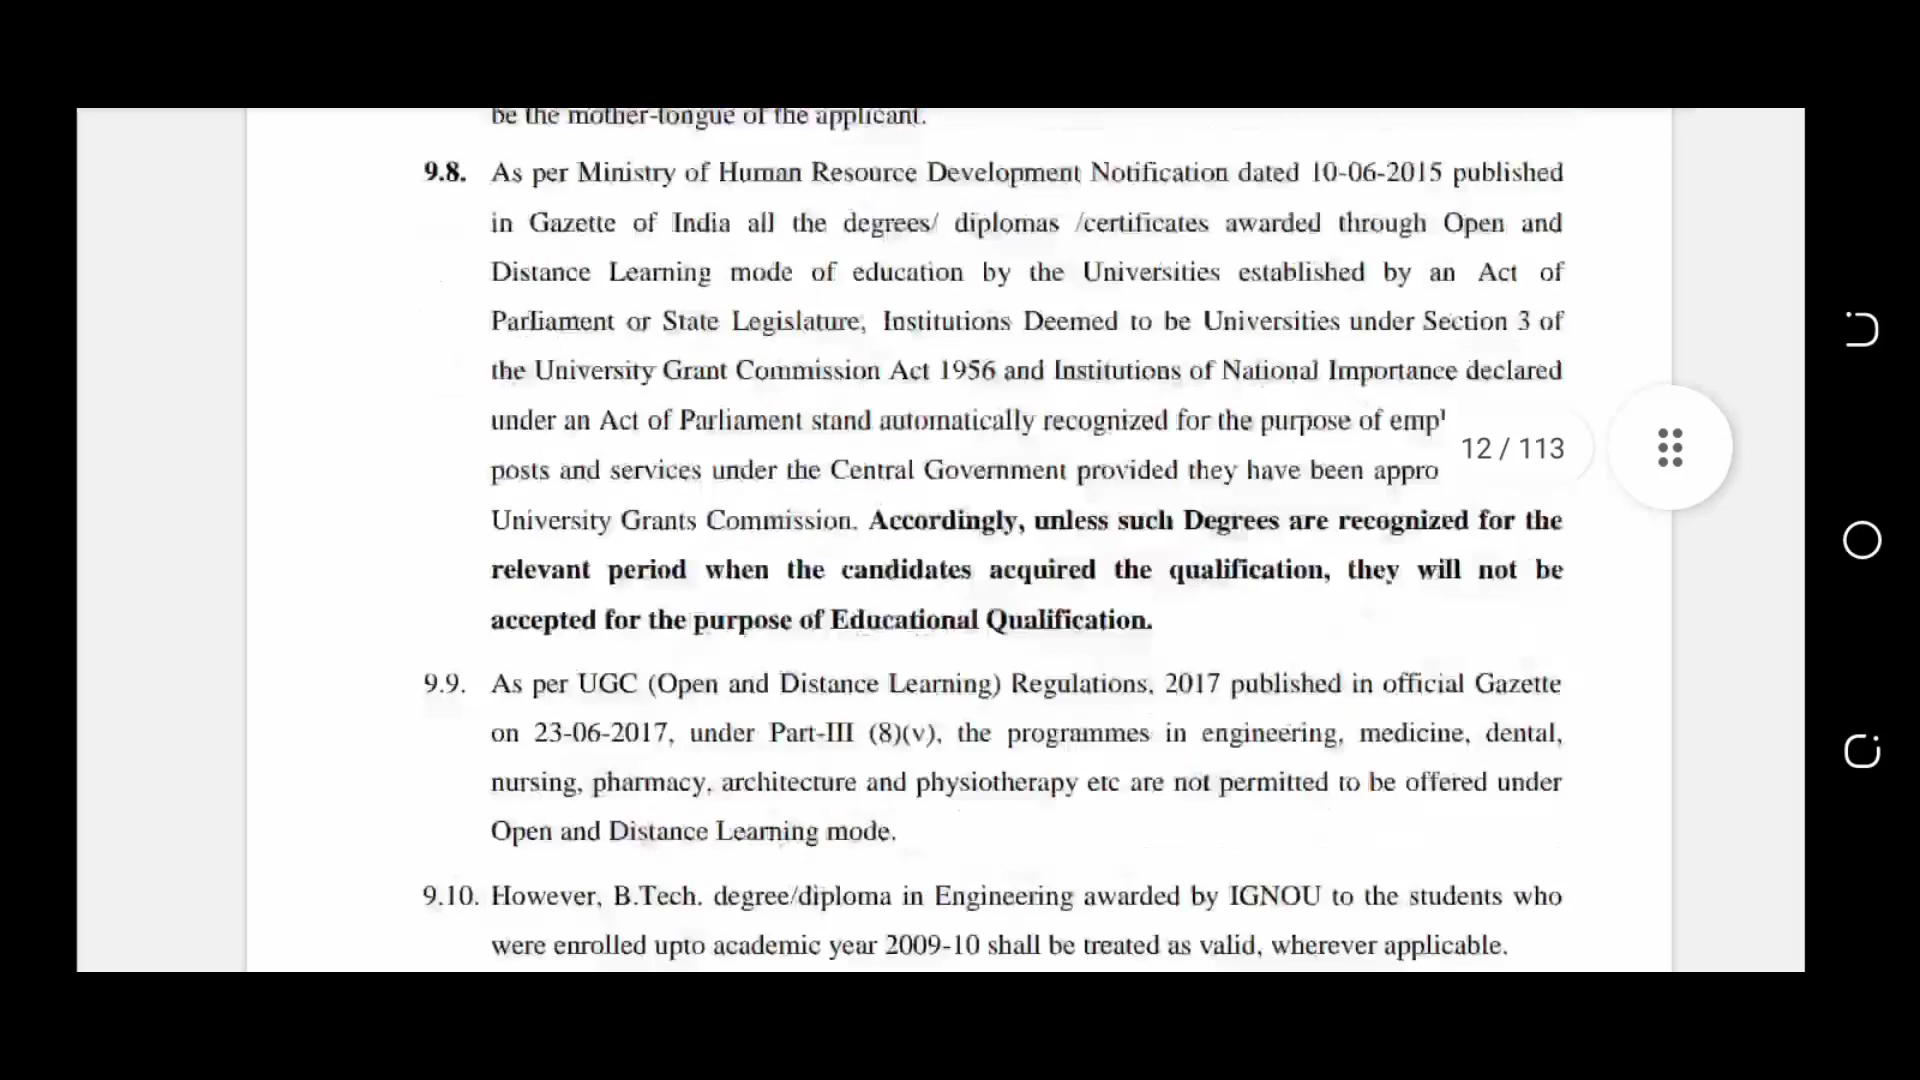 be the mother-tongue of the applicant.
9.8. As per Ministry of Human Resource Development Notification dated 10-06-2015 published
in Gazette of India all the degrees/ diplomas /certificates awarded through Open and
Distance Learning mode of education by the Universities established by an Act of
Parliament or State Legislature, Institutions Deemed to be Universities under Section 3 of
the University Grant Commission Act 1956 and Institutions of National Importance declared
under an Act of Parliament stand automatically recognized for the purpose of
12 / 113
posts and services under the Central Government provided they have been
University Grants Commission. Accordingly, unless such Degrees are recognized for the
relevant period when the candidates acquired the qualification, they will not be
accepted for the purpose of Educational Qualification.
9.9. As per UGC (Open and Distance Learning) Regulations, 2017 published in official Gazette
on 23-06-2017, under Part-III (8)(v), the programmes in engineering, medicine, dental,
nursing, pharmacy, architecture and physiotherapy etc are not permitted to be offered under
Open and Distance Learning mode.
9.10. However, B.Tech. degree/diploma in Engineering awarded by IGNOU to the students who
were enrolled upto academic year 2009-10 shall be treated as valid, wherever applicable.